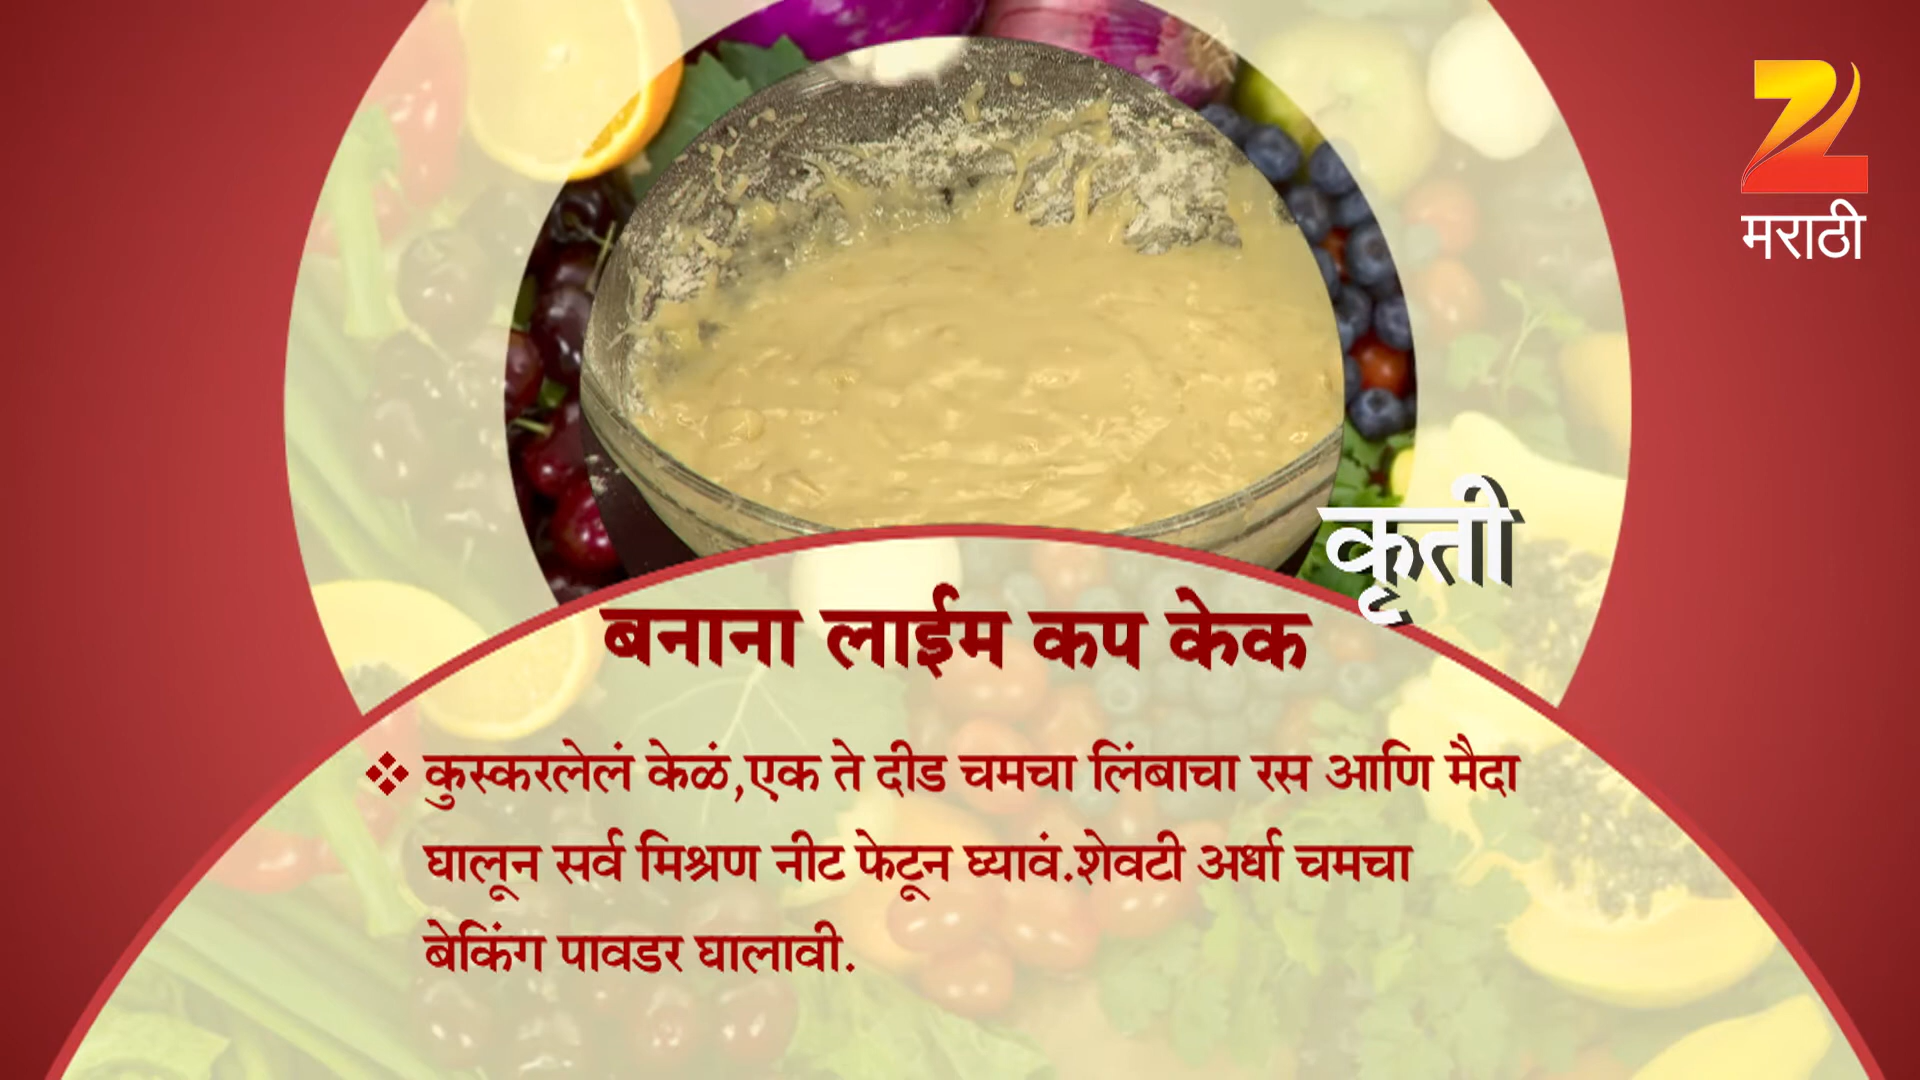 मराठी
कृती
बनाना लाईम कप केक
कुस्करलेलं केळं,एक ते दीड चमचा लिंबाचा रस आणि मैदा
घालून सर्व मिश्रण नीट फेटून घ्यावं.शेवटी अर्धा चमचा
बेकिंग पावडर घालावी.